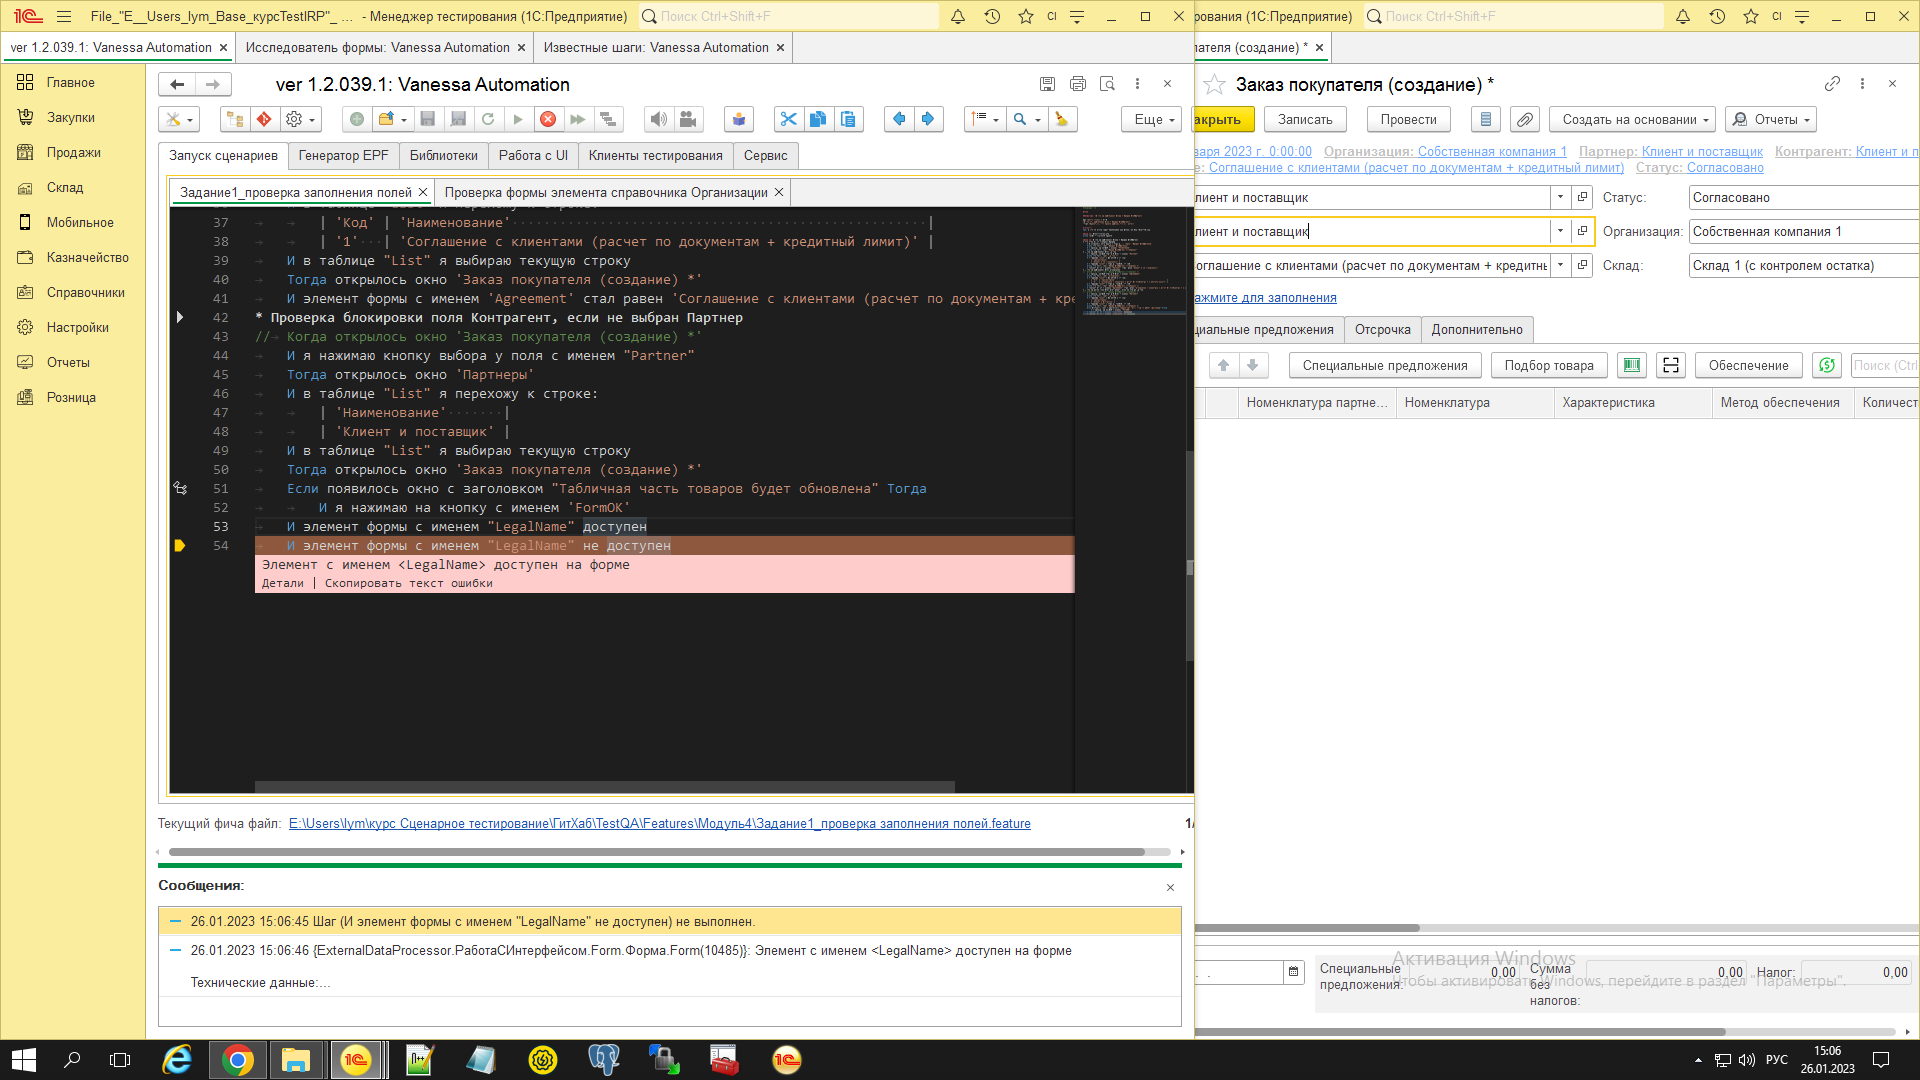 File_"E__Users_lym_Base_курсTestIRP"_ ... - Менеджер тестирования (1С:Предприятие)
Поиск Ctrl+Shift+F
CI
рования (1С:Предприятие)
Поиск Ctrl+Shift+F
CI
ver 1.2.039.1: Vanessa Automation
Исследователь формы: Vanessa Automation
Известные шаги: Vanessa Automation
пателя (создание) *
Главное
Закупки
Продажи
Склад
Мобильное
Казначейство
Справочники
Настройки
Отчеты
Розница
ver 1.2.039.1: Vanessa Automation
Еще
Запуск сценариев
Генератор EPF
Библиотеки
Работа с UI
Клиенты тестирования
Сервис
Задание1_проверка заполнения полей
Проверка формы элемента справочника Организации
37 | 'Код' | 'Наименование' |
38 | '1' | 'Соглашение с клиентами (расчет по документам + кредитный лимит)' |
39 И в таблице "List" я выбираю текущую строку
40 Тогда открылось окно 'Заказ покупателя (создание) *'
41 И элемент формы с именем 'Agreement' стал равен 'Соглашение с клиентами (расчет по документам + кре
42 * Проверка блокировки поля Контрагент, если не выбран Партнер
43 // Когда открылось окно 'Заказ покупателя (создание) *'
44 И я нажимаю кнопку выбора у поля с именем "Partner"
45 Тогда открылось окно 'Партнеры'
46 И в таблице "List" я перехожу к строке:
47 | 'Наименование' |
48 | 'Клиент и поставщик' |
49 И в таблице "List" я выбираю текущую строку
50 Тогда открылось окно 'Заказ покупателя (создание) *'
51 Если появилось окно с заголовком "Табличная часть товаров будет обновлена" Тогда
52 И я нажимаю на кнопку с именем 'FormOK'
53 И элемент формы с именем "LegalName" доступен
54 И элемент формы с именем "LegalName" не доступен
Элемент с именем <LegalName> доступен на форме
Детали | Скопировать текст ошибки
Текущий фича файл: E:\Users\lym\курс Сценарное тестирование\ГитХаб\TestQA\Features\Модуль4\Задание1_проверка заполнения полей.feature
1/
Сообщения:
26.01.2023 15:06:45 Шаг (И элемент формы с именем "LegalName" не доступен) не выполнен.
26.01.2023 15:06:46 {ExternalDataProcessor.РаботаСИнтерфейсом.Form.Форма.Form(10485)}: Элемент с именем <LegalName> доступен на форме
Технические данные:...
Заказ покупателя (создание) *
акрыть
Записать
Провести
Создать на основании
Отчеты
варя 2023 г. 0:00:00 Организация: Собственная компания 1 Партнер: Клиент и поставщик Контрагент: Клиент и п
е: Соглашение с клиентами (расчет по документам + кредитный лимит) Статус: Согласовано
лиент и поставщик
Статус:
Согласовано
лиент и поставщик
Организация:
Собственная компания 1
оглашение с клиентами (расчет по документам + кредитнь
Склад:
Склад 1 (с контролем остатка)
ажмите для заполнения
циальные предложения
Отсрочка
Дополнительно
Специальные предложения
Подбор товара
Обеспечение
Поиск (Ctrl
Номенклатура партне...
Номенклатура
Характеристика
Метод обеспечения
Количест
Специальные предложения:
0,00
Сумма без налогов:
0,00
Налог:
0,00
Активация Windows
Чтобы активировать Windows, перейдите в раздел "Параметры".
РУС
15:06
26.01.2023